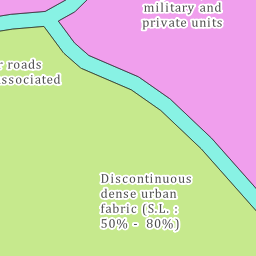 military and
private units
r roads
associated
Discontinuous
dense urban
fabric (S.L. :
50% - 80%)